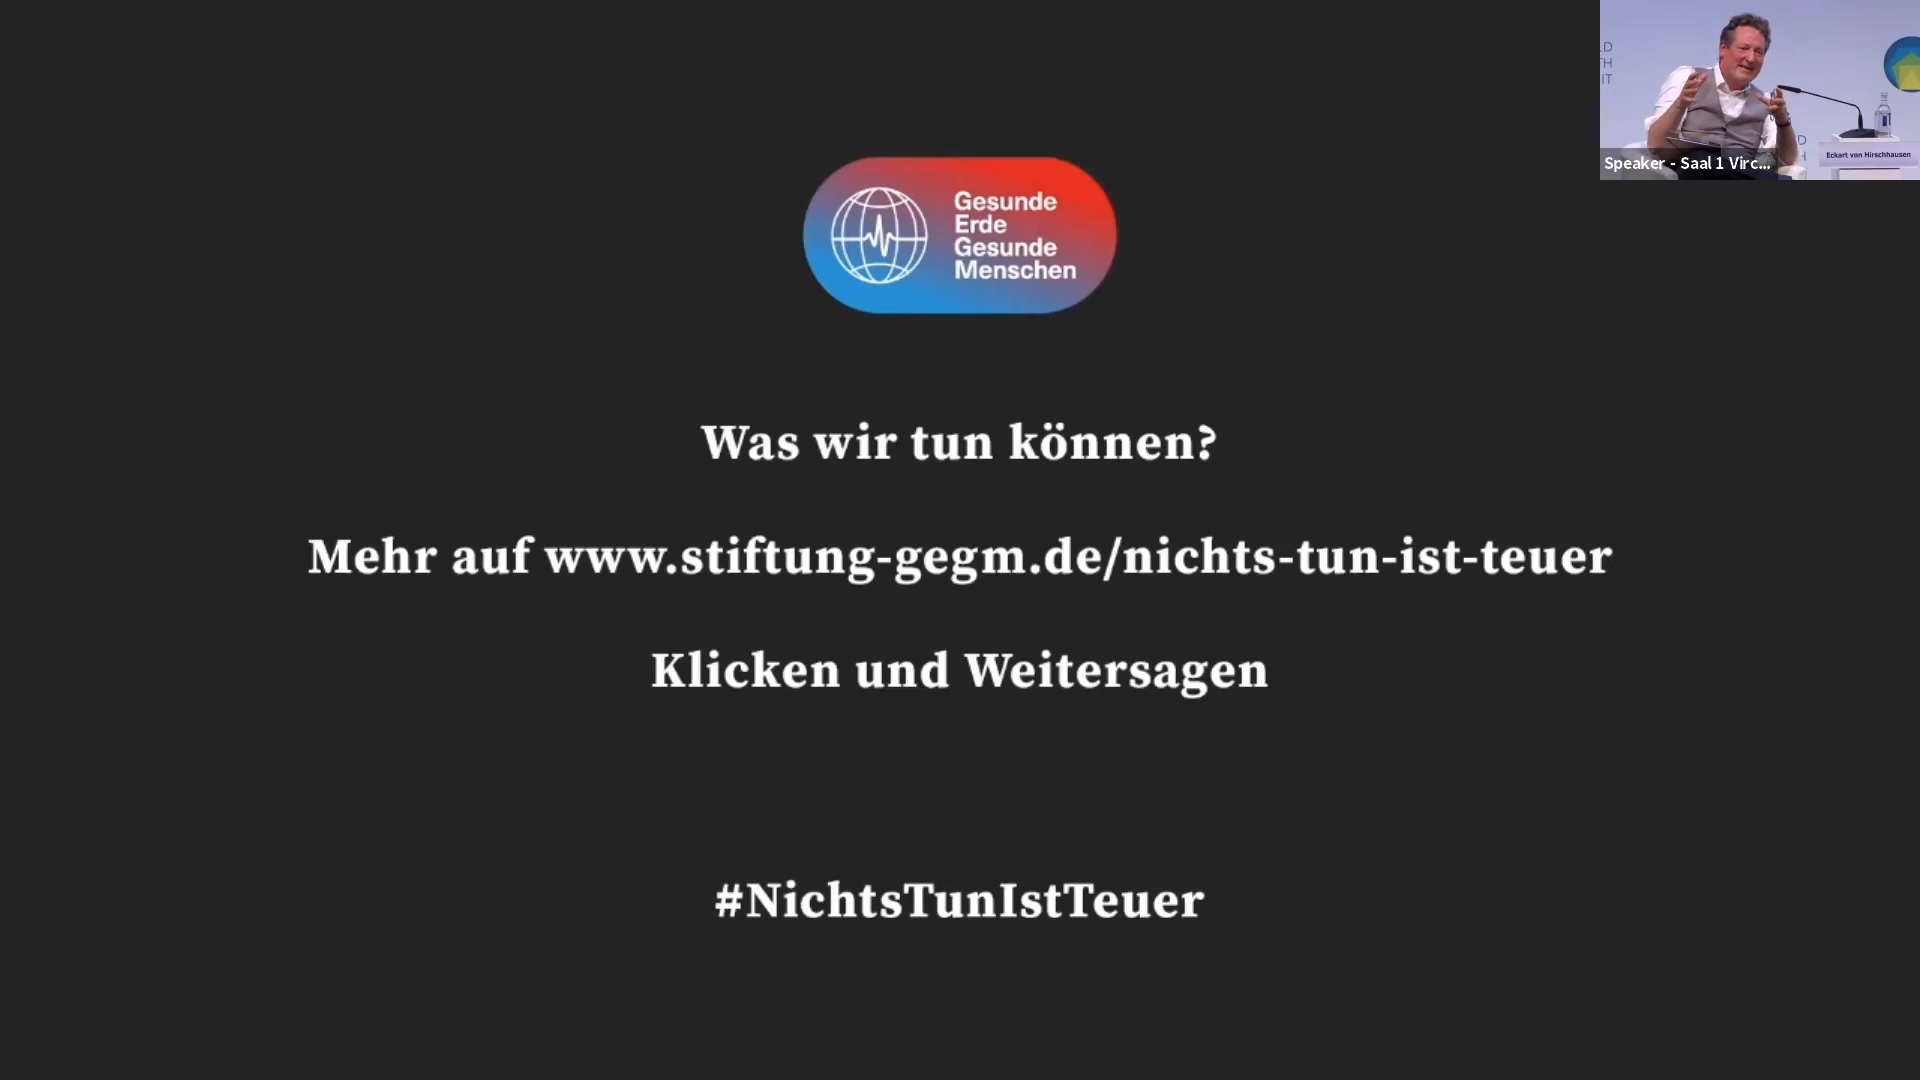 Gesunde
Erde
Gesunde
Menschen
Was wir tun können?
Mehr auf www.stiftung-gegm.de/nichts-tun-ist-teuer
Klicken und Weitersagen
#NichtsTunIstTeuer
Eckart von Hirschhausen
Speaker - Saal 1 Virc...